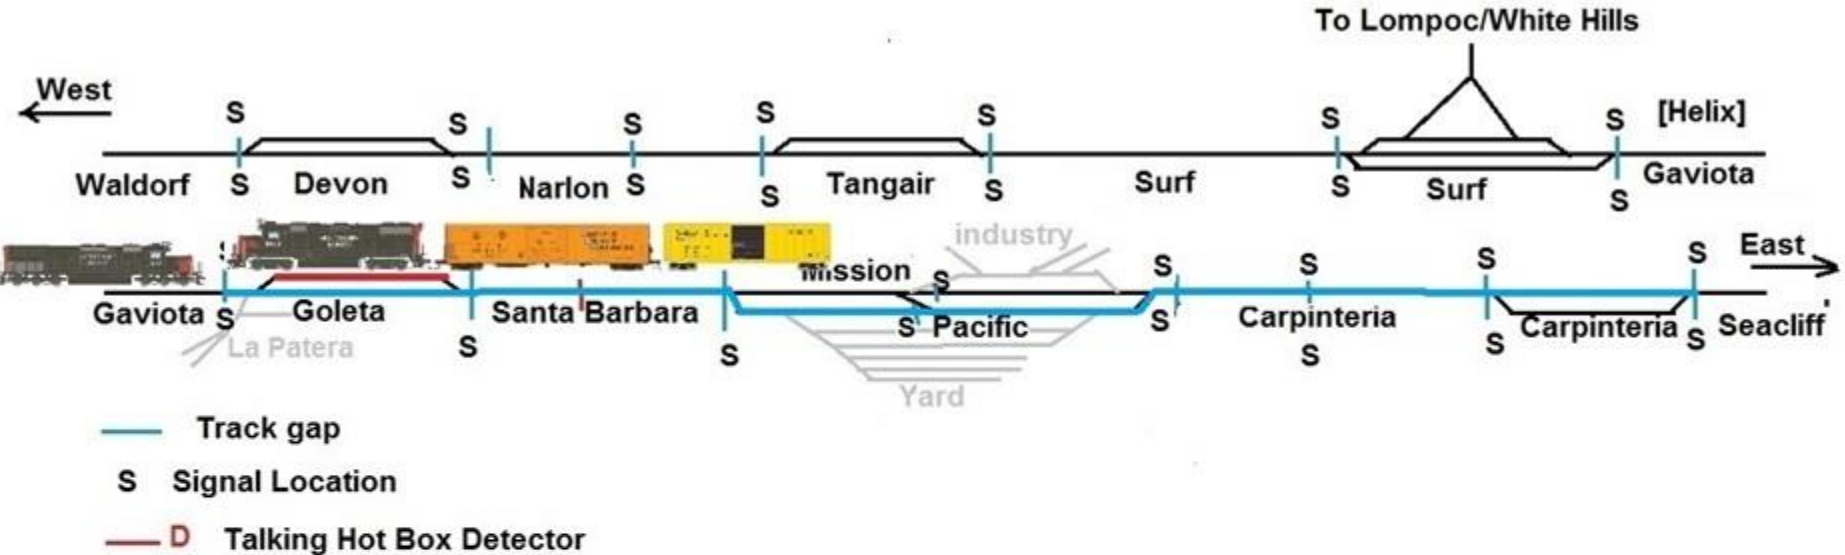 To Lompoc/White Hills
West
S S S S S S S [Helix]
Waldorf S Devon S Narlon S S Tangair S Surf S Surf S Gaviota
industry
Mission S S S S S East
Gaviota S Goleta Santa Barbara S Pacific S Carpinteria Carpinteria Seacliff
La Patera S S S S S
Yard
Track gap
S Signal Location
D Talking Hot Box Detector